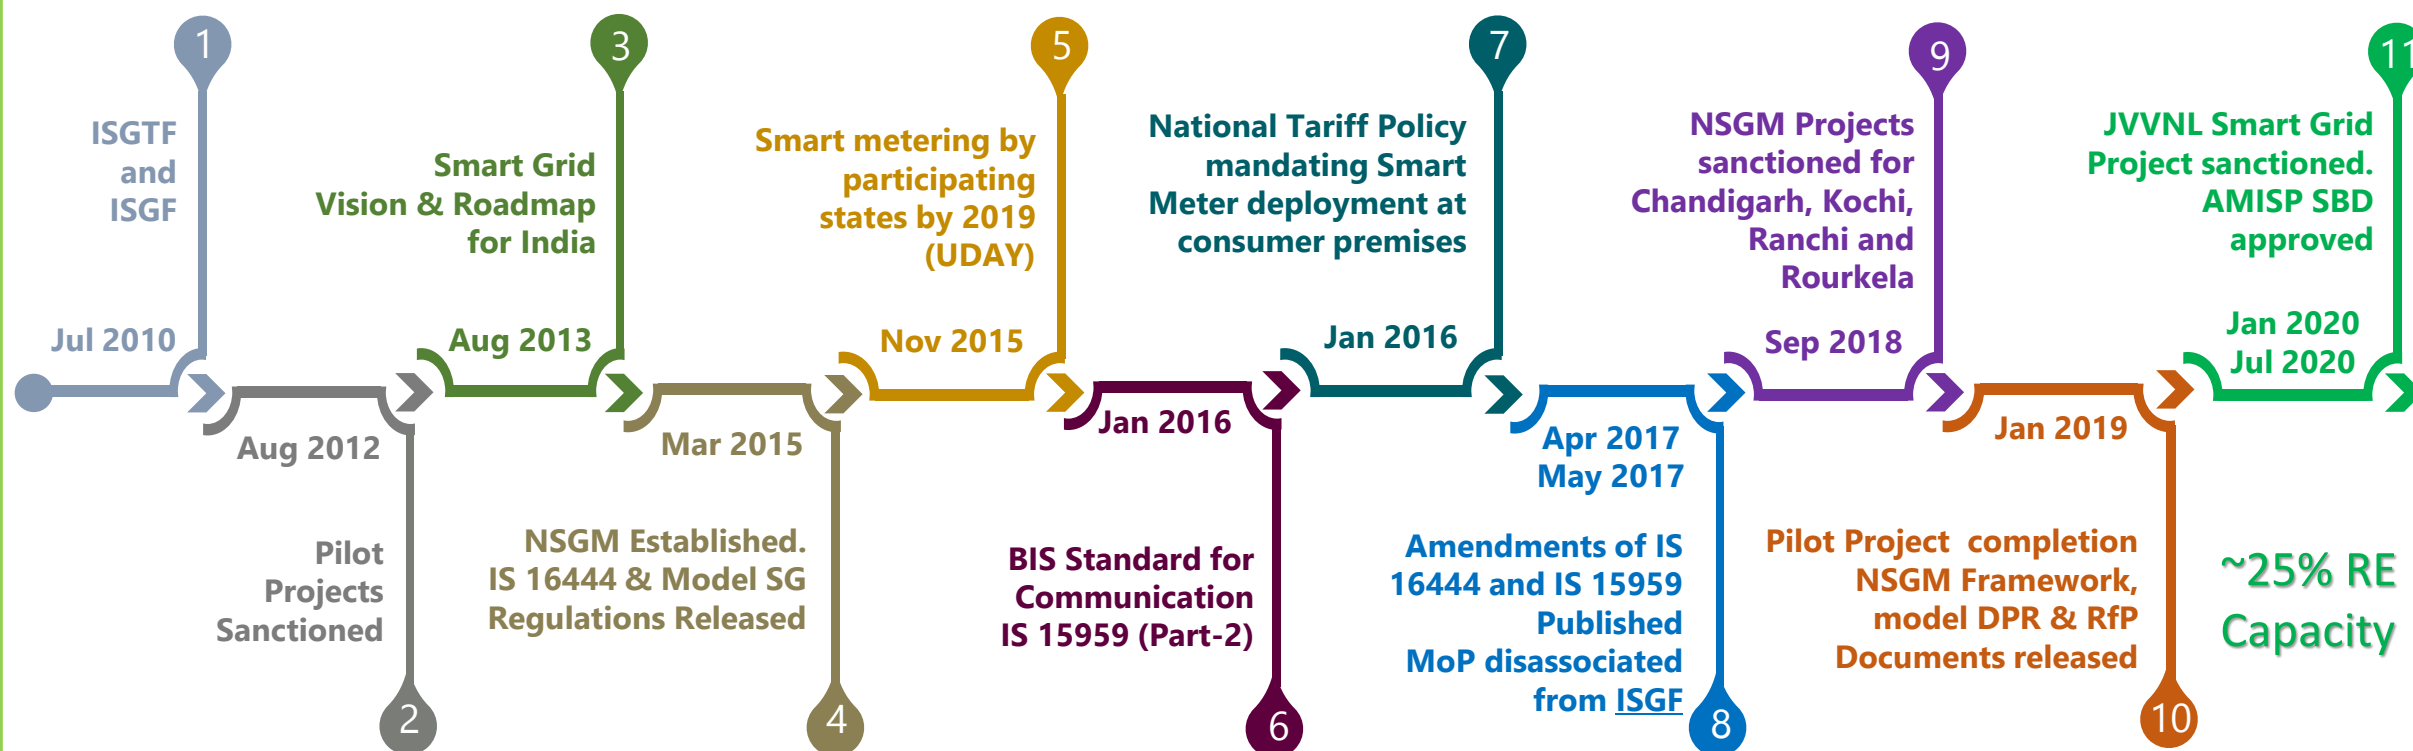 1
ISGTF
and
ISGF
Jul 2010
Aug 2012
Pilot
Projects
Sanctioned
2
3
Smart Grid
Vision & Roadmap
for India
Aug 2013
Mar 2015
NSGM Established.
IS 16444 & Model SG
Regulations Released
4
5
Smart metering by
participating
states by 2019
(UDAY)
Nov 2015
Jan 2016
BIS Standard for
Communication
IS 15959 (Part-2)
6
7
National Tariff Policy
mandating Smart
Meter deployment at
consumer premises
Jan 2016
Apr 2017
May 2017
Amendments of IS
16444 and IS 15959
Published
MoP disassociated
from ISGF
8
9
NSGM Projects
sanctioned for
Chandigarh, Kochi,
Ranchi and
Rourkela
Sep 2018
Jan 2019
Pilot Project completion
NSGM Framework,
model DPR & RfP
Documents released
10
11
JVVNL Smart Grid
Project sanctioned.
AMISP SBD
approved
Jan 2020
Jul 2020
~25% RE
Capacity